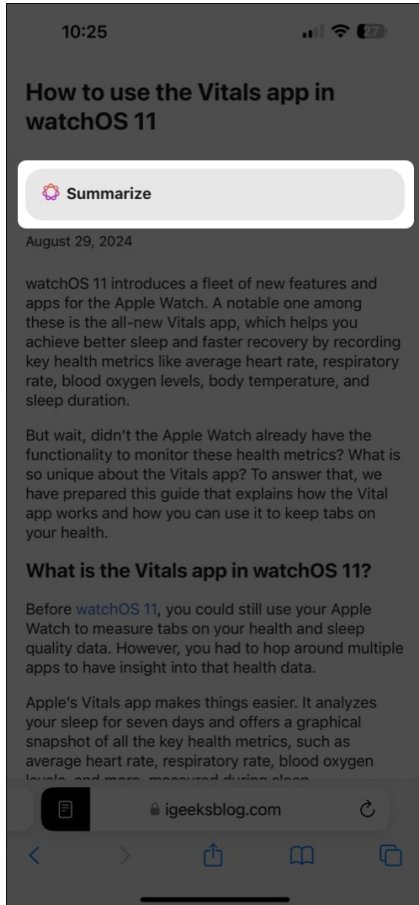 10:25
27
How to use the Vitals app in
watchOS 11
Summarize
August 29, 2024
watchOS 11 introduces a fleet of new features and
apps for the Apple Watch. A notable one among
these is the all-new Vitals app, which helps you
achieve better sleep and faster recovery by recording
key health metrics like average heart rate, respiratory
rate, blood oxygen levels, body temperature, and
sleep duration.
But wait, didn’t the Apple Watch already have the
functionality to monitor these health metrics? What is
so unique about the Vitals app? To answer that, we
have prepared this guide that explains how the Vital
app works and how you can use it to keep tabs on
your health.
What is the Vitals app in watchOS 11?
Before watchOS 11, you could still use your Apple
Watch to measure tabs on your health and sleep
quality data. However, you had to hop around multiple
apps to have insight into that health data.
Apple’s Vitals app makes things easier. It analyzes
your sleep for seven days and offers a graphical
snapshot of all the key health metrics, such as
average heart rate, respiratory rate, blood oxygen
levels, and more, measured during sleep.
igeeksblog.com